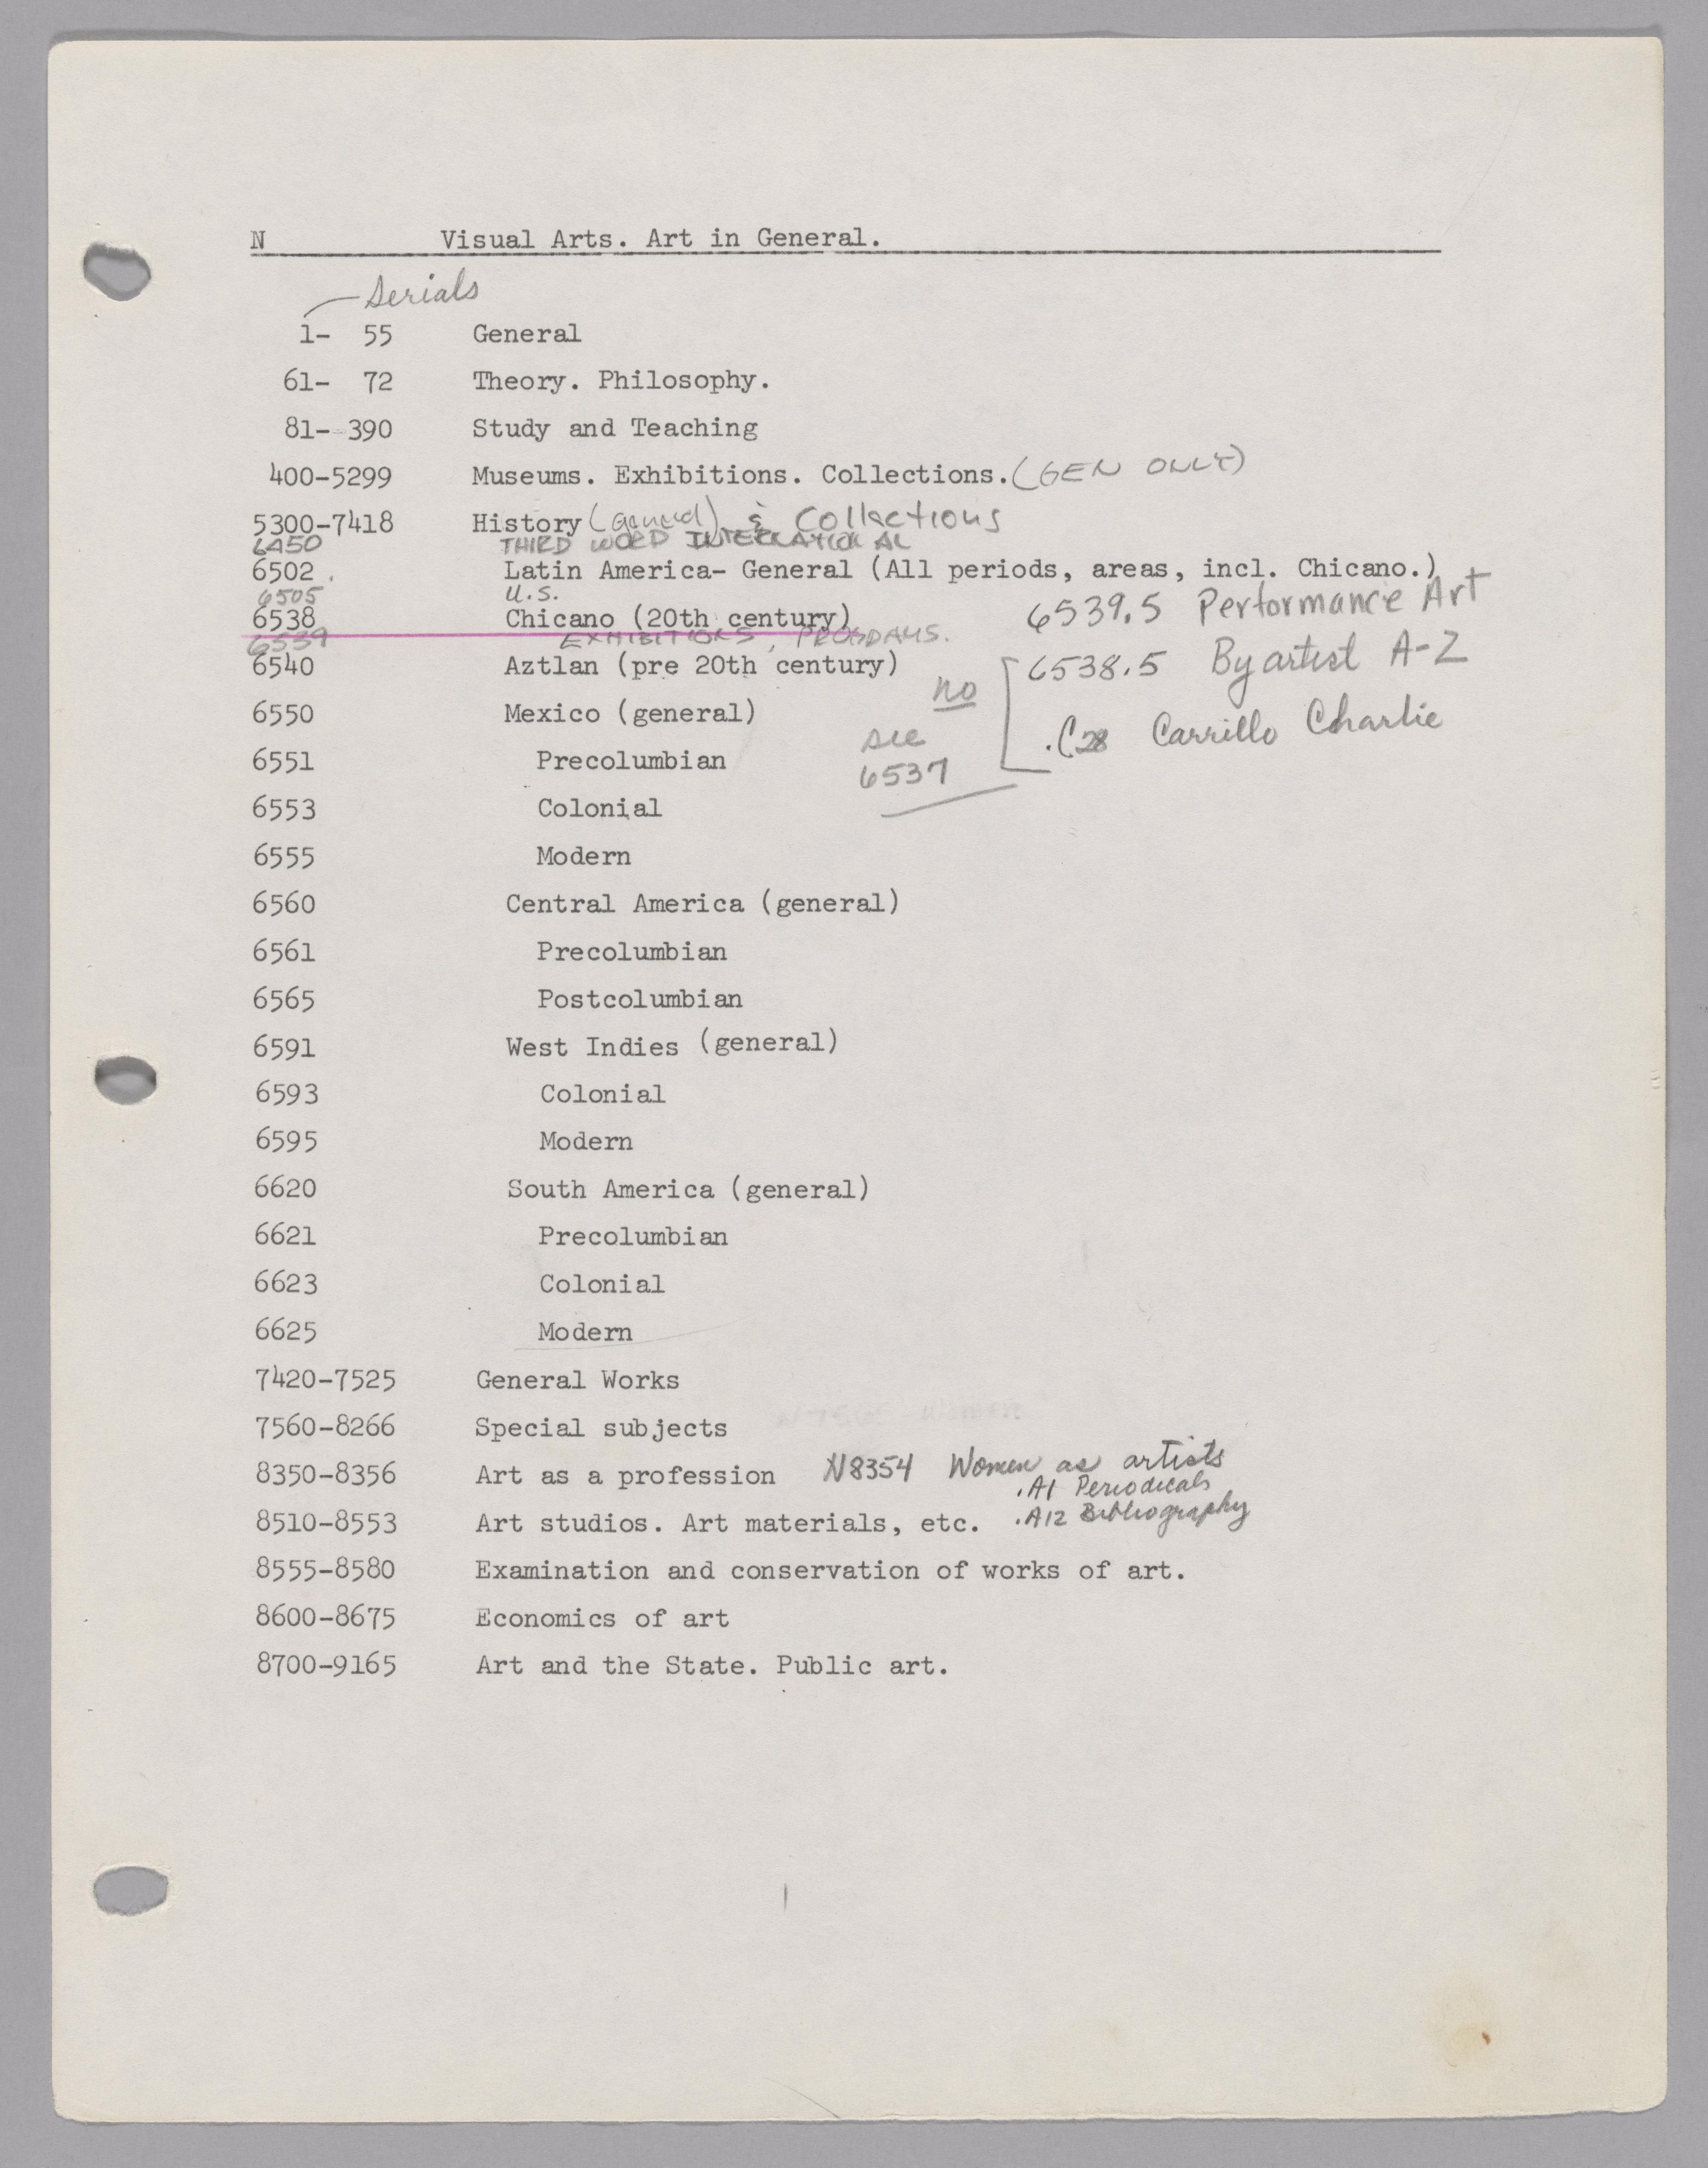 N Visual Arts. Art in General.
Serials
1- 55 General
61- 72 Theory. Philosophy.
81- 390 Study and Teaching
400-5299 Museums. Exhibitions. Collections. (GEN ONLY)
5300-7418 History (general) & Collections
6450 THIRD WORD INTERNATIONAL
6502 Latin America- General (All periods, areas, incl. Chicano.)
6505 U.S.
6538 Chicano (20th century) 6539.5 Performance Art
6539 EXHIBITIONS, PROGRAMS.
6540 Aztlan (pre 20th century) 6538.5 By artist A-Z
6550 Mexico (general) no .C28 Carrillo Charlie
see
6551 Precolumbian 6537
6553 Colonial
6555 Modern
6560 Central America (general)
6561 Precolumbian
6565 Postcolumbian
6591 West Indies (general)
6593 Colonial
6595 Modern
6620 South America (general)
6621 Precolumbian
6623 Colonial
6625 Modern
7420-7525 General Works
7560-8266 Special subjects
8350-8356 Art as a profession N8354 Women as artists
.A1 Periodicals
8510-8553 Art studios. Art materials, etc. .A12 Bibliography
8555-8580 Examination and conservation of works of art.
8600-8675 Economics of art
8700-9165 Art and the State. Public art.